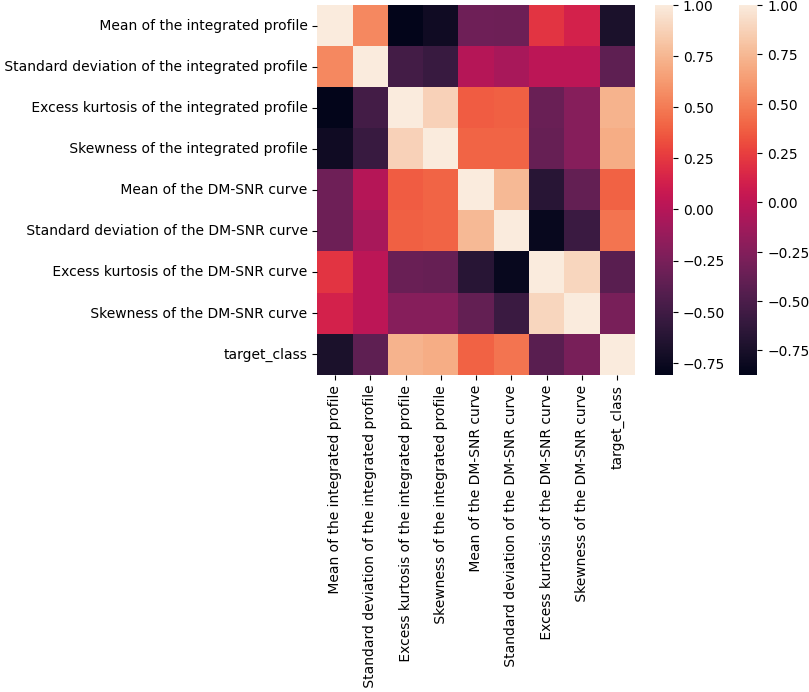 Mean of the integrated profile
Standard deviation of the integrated profile
Excess kurtosis of the integrated profile
Skewness of the integrated profile
Mean of the DM-SNR curve
Standard deviation of the DM-SNR curve
Excess kurtosis of the DM-SNR curve
Skewness of the DM-SNR curve
target_class
Mean of the integrated profile
Standard deviation of the integrated profile
Excess kurtosis of the integrated profile
Skewness of the integrated profile
Mean of the DM-SNR curve
Standard deviation of the DM-SNR curve
Excess kurtosis of the DM-SNR curve
Skewness of the DM-SNR curve
target_class
1.00
0.75
0.50
0.25
0.00
−0.25
−0.50
−0.75
1.00
0.75
0.50
0.25
0.00
−0.25
−0.50
−0.75